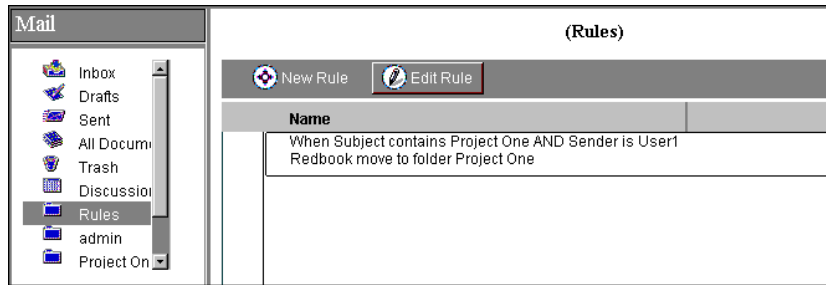 Mail
Inbox
Drafts
Sent
All Docum
Trash
Discussion
Rules
admin
Project On
(Rules)
New Rule
Edit Rule
Name
When Subject contains Project One AND Sender is User1
Redbook move to folder Project One